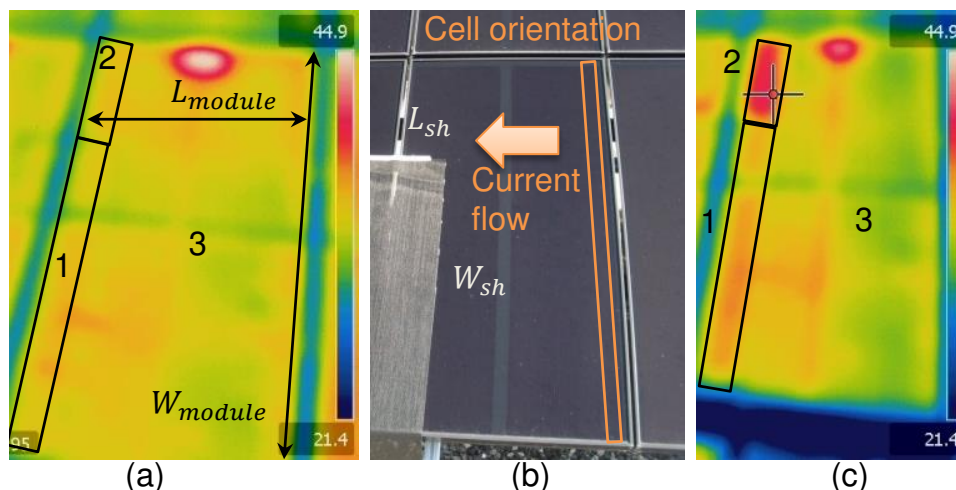 44.9
2
L_module
1
3
W_module
95
21.4
(a)
Cell orientation
L_sh
Current
flow
W_sh
(b)
44.9
2
1
3
21.4
(c)